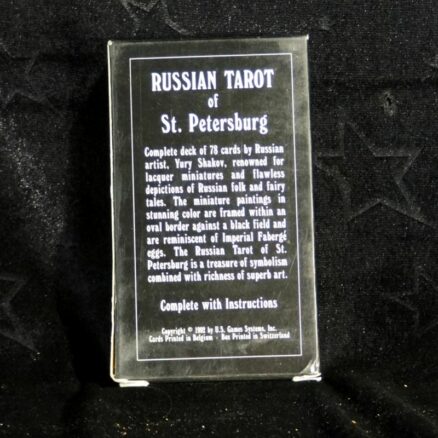 RUSSIAN TAROT
of
St. Petersburg
Complete deck of 78 cards by Russian
artist, Yury Shakov, renowned for
lacquer miniatures and flawless
depictions of Russian folk and fairy
tales. The miniature paintings in
stunning color are framed within an
oval border against a black field and
are reminiscent of Imperial Fabergé
eggs. The Russian Tarot of St.
Petersburg is a treasure of symbolism
combined with richness of superb art.
Complete with Instructions
Copyright © 1992 by U.S. Games Systems, Inc.
Cards Printed in Belgium · Box Printed in Switzerland